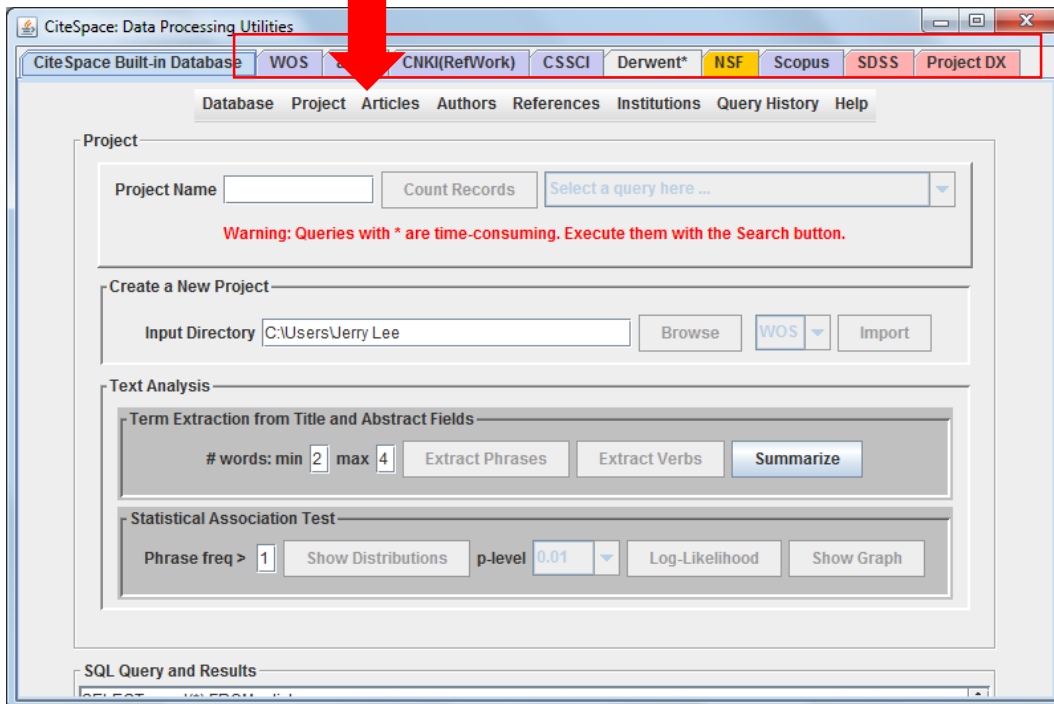 CiteSpace: Data Processing Utilities
CiteSpace Built-in Database WOS CNKI(RefWork) CSSCI Derwent* NSF Scopus SDSS Project DX
Database Project Articles Authors References Institutions Query History Help
Project
Project Name Count Records Select a query here ...
Warning: Queries with * are time-consuming. Execute them with the Search button.
Create a New Project
Input Directory C:\Users\Jerry Lee Browse WOS Import
Text Analysis
Term Extraction from Title and Abstract Fields
# words: min 2 max 4 Extract Phrases Extract Verbs Summarize
Statistical Association Test
Phrase freq > 1 Show Distributions p-level 0.01 Log-Likelihood Show Graph
SQL Query and Results